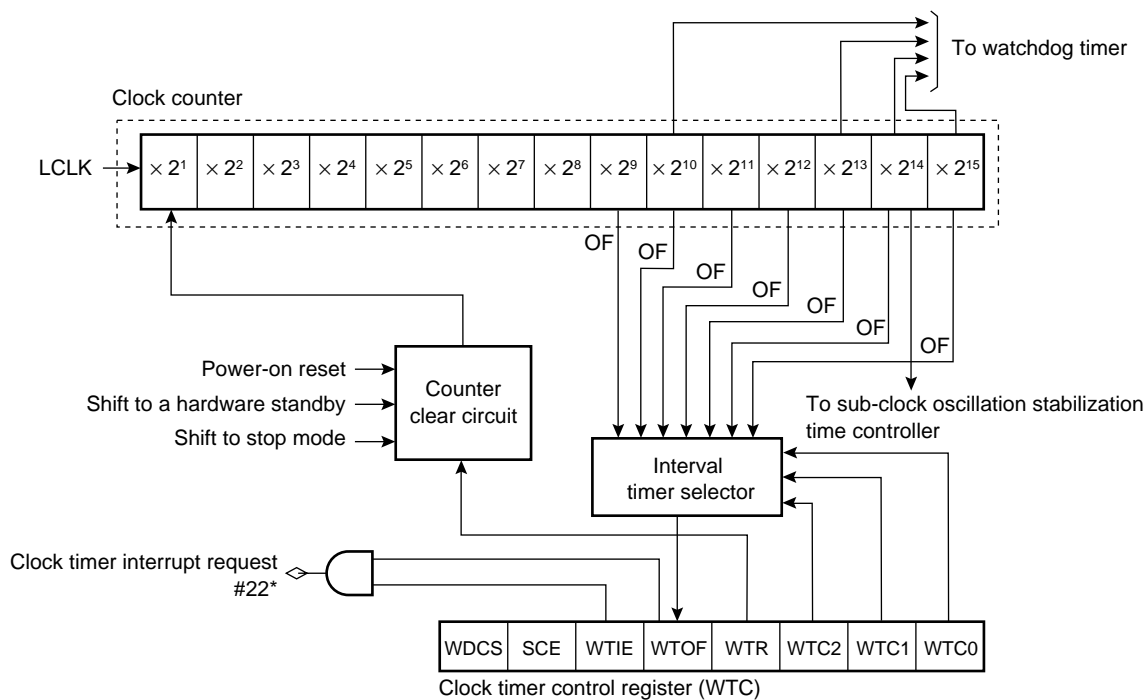 To watchdog timer
Clock counter
LCLK
× 2¹ × 2² × 2³ × 2⁴ × 2⁵ × 2⁶ × 2⁷ × 2⁸ × 2⁹ × 2¹⁰ × 2¹¹ × 2¹² × 2¹³ × 2¹⁴ × 2¹⁵
OF
OF
OF
OF
OF
OF
OF
Power-on reset
Shift to a hardware standby
Shift to stop mode
Counter
clear circuit
To sub-clock oscillation stabilization
time controller
Interval
timer selector
Clock timer interrupt request
#22*
WDCS SCE WTIE WTOF WTR WTC2 WTC1 WTC0
Clock timer control register (WTC)